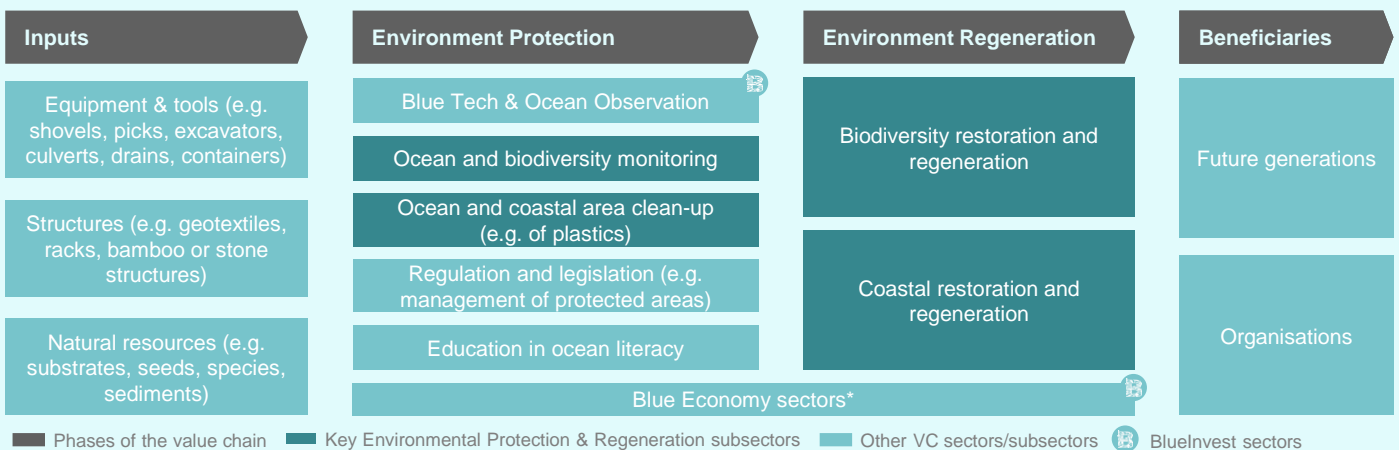 Inputs
Environment Protection
Environment Regeneration
Beneficiaries
Equipment & tools (e.g.
shovels, picks, excavators,
culverts, drains, containers)
Structures (e.g. geotextiles,
racks, bamboo or stone
structures)
Natural resources (e.g.
substrates, seeds, species,
sediments)
Blue Tech & Ocean Observation
Ocean and biodiversity monitoring
Ocean and coastal area clean-up
(e.g. of plastics)
Regulation and legislation (e.g.
management of protected areas)
Education in ocean literacy
Biodiversity restoration and
regeneration
Coastal restoration and
regeneration
Blue Economy sectors*
Future generations
Organisations
Phases of the value chain
Key Environmental Protection & Regeneration subsectors
Other VC sectors/subsectors
BlueInvest sectors